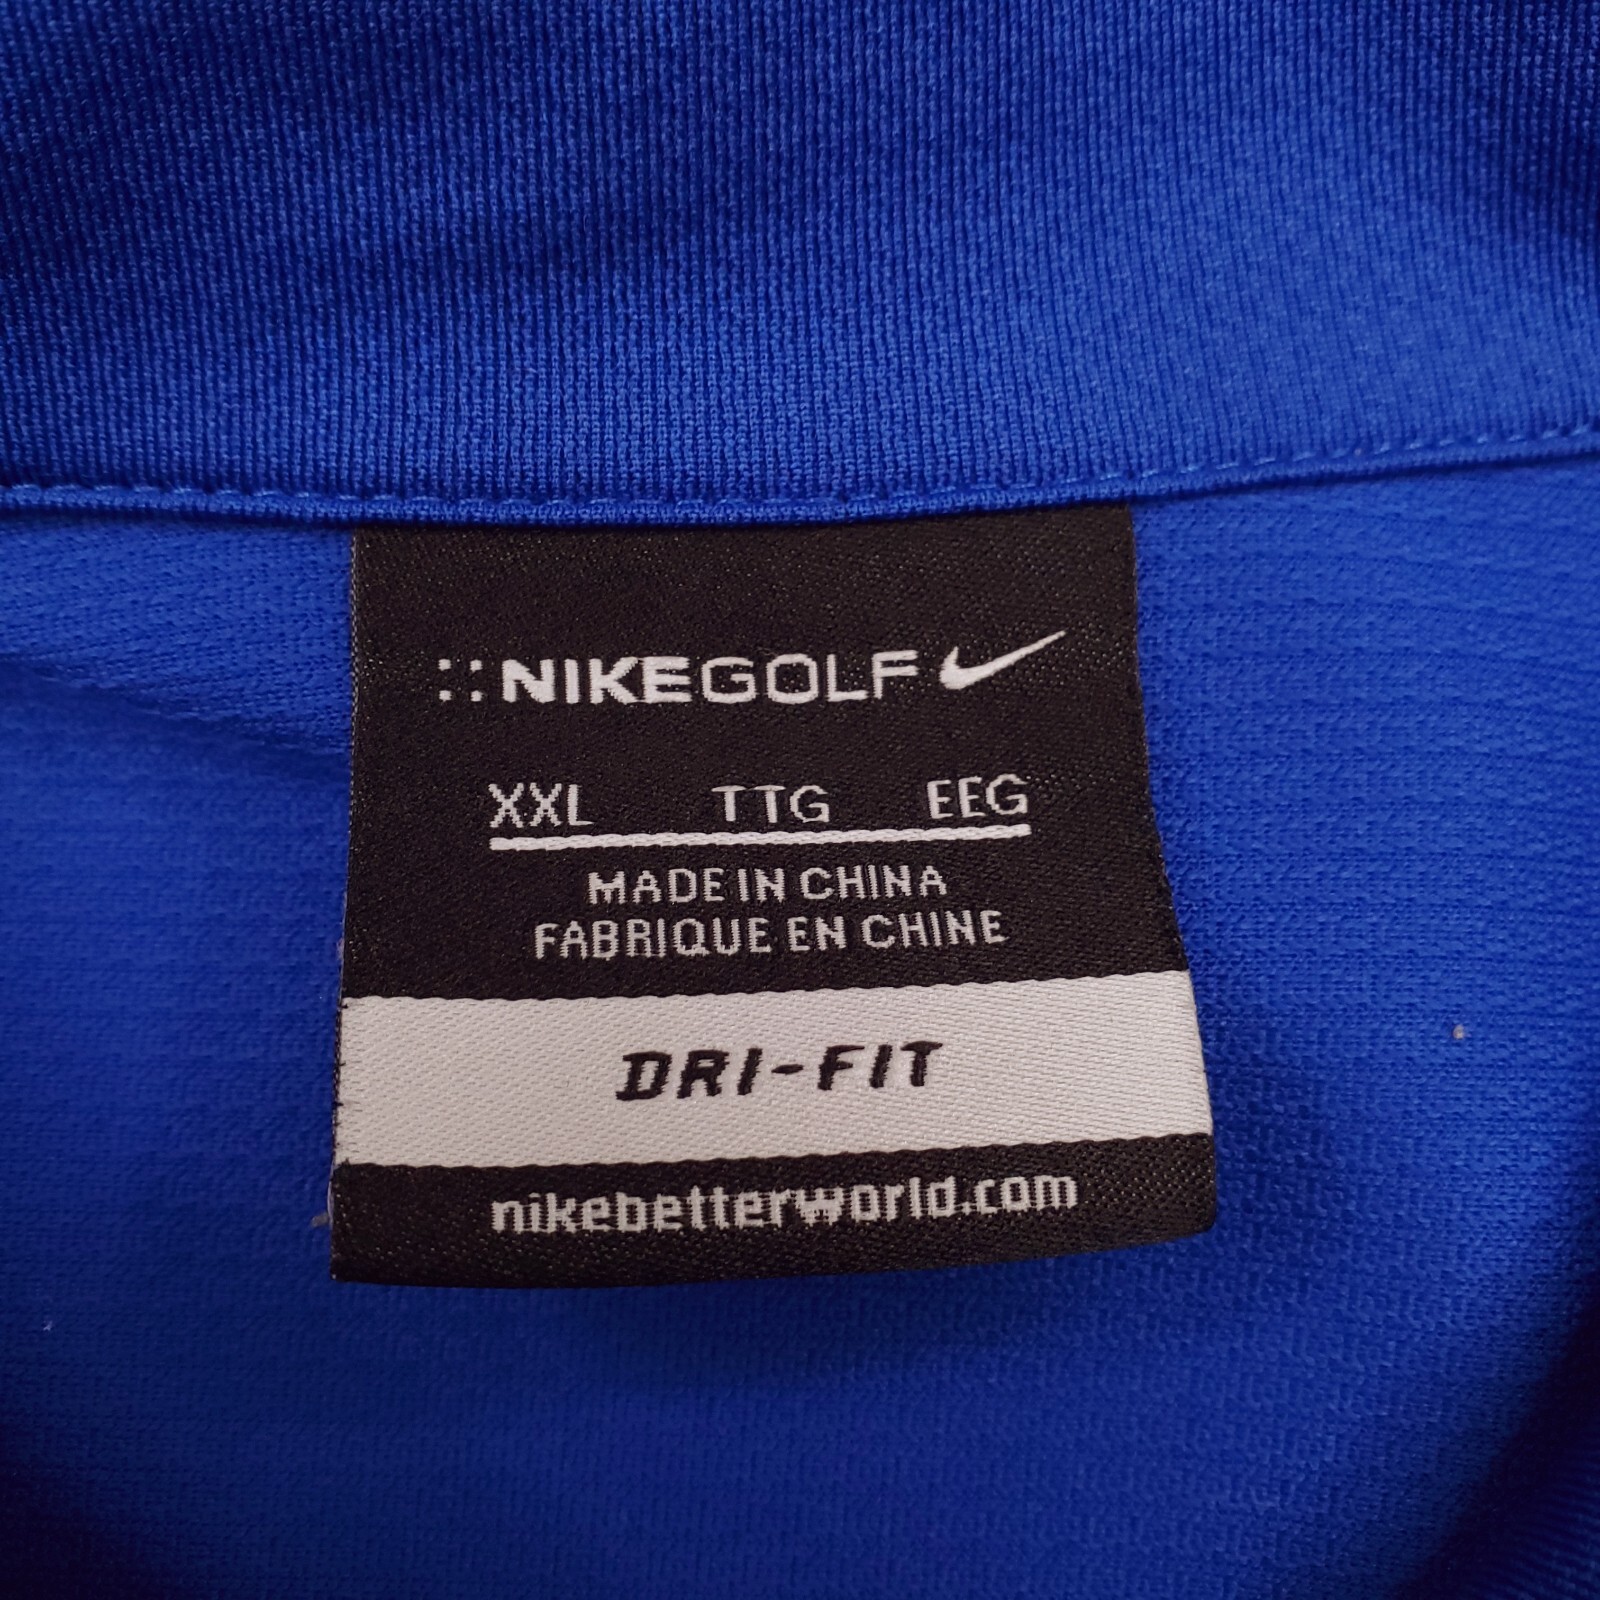 ::NIKEGOLF
XXL TTG EEG
MADE IN CHINA
FABRIQUE EN CHINE
DRI-FIT
nikebetterworld.com